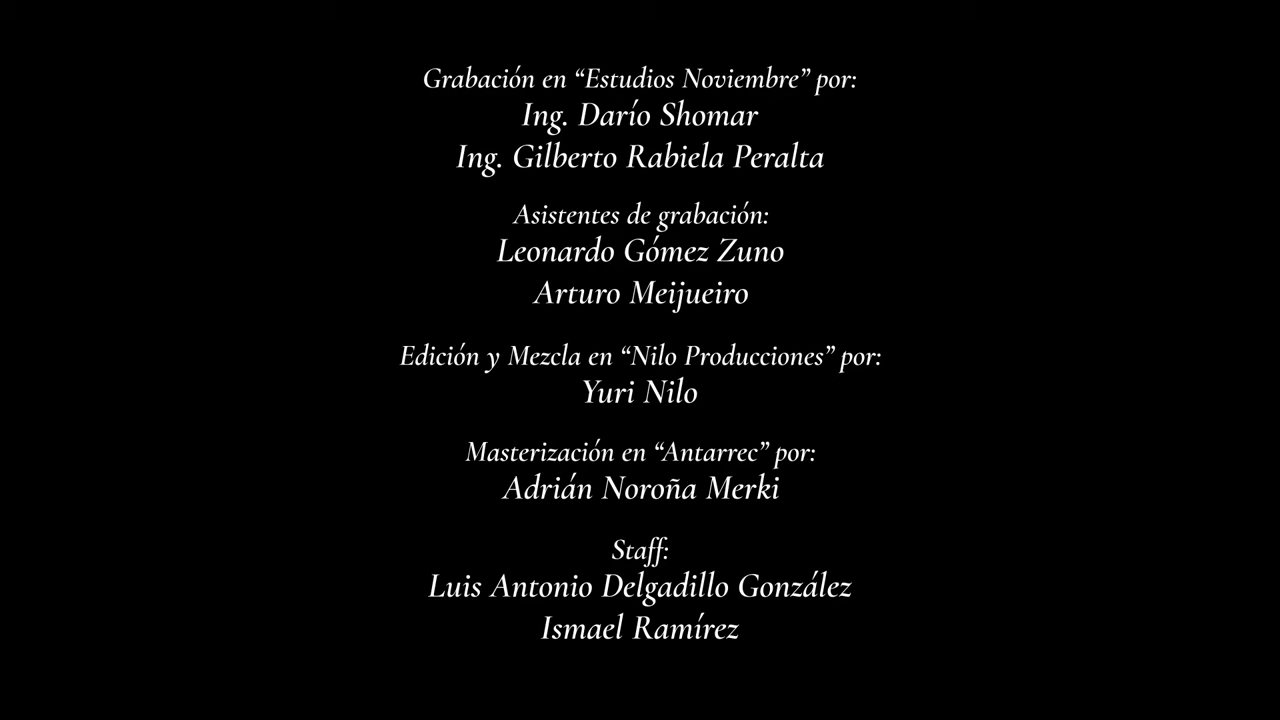 Grabación en “Estudios Noviembre” por:
Ing. Darío Shomar
Ing. Gilberto Rabiela Peralta
Asistentes de grabación:
Leonardo Gómez Zuno
Arturo Meijueiro
Edición y Mezcla en “Nilo Producciones” por:
Yuri Nilo
Masterización en “Antarrec” por:
Adrián Noroña Merki
Staff:
Luis Antonio Delgadillo González
Ismael Ramírez